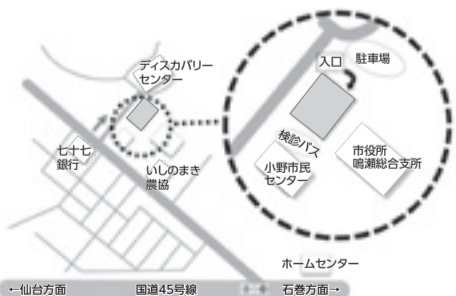 ディスカバリー
センター
入口
駐車場
七十七
銀行
いしのまき
農協
検診バス
小野市民
センター
市役所
鳴瀬総合支所
ホームセンター
←仙台方面
国道45号線
石巻方面→